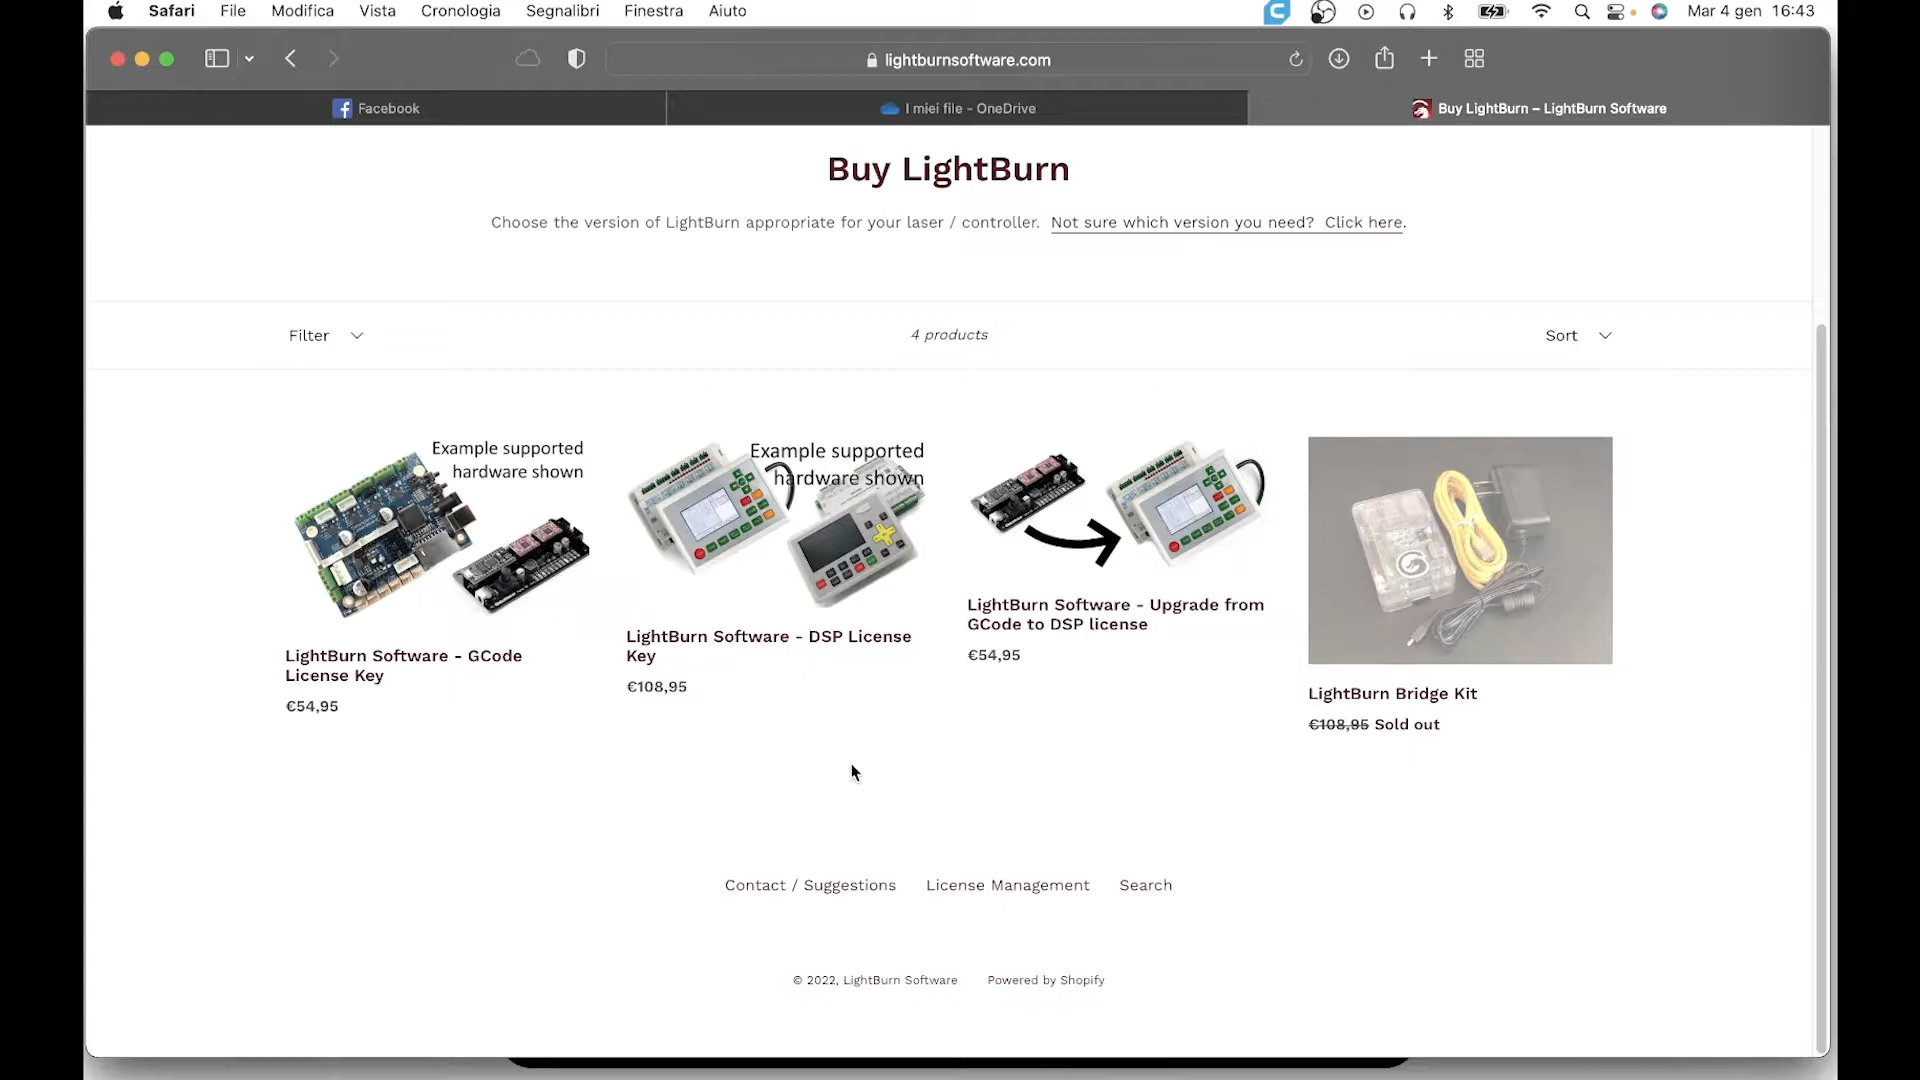 Safari File Modifica Vista Cronologia Segnalibri Finestra Aiuto Mar 4 gen 16:43
lightburnsoftware.com
Facebook I miei file - OneDrive Buy LightBurn – LightBurn Software
Buy LightBurn
Choose the version of LightBurn appropriate for your laser / controller. Not sure which version you need? Click here.
Filter 4 products Sort
Example supported
hardware shown
LightBurn Software - GCode
License Key
€54,95
Example supported
hardware shown
LightBurn Software - DSP License
Key
€108,95
LightBurn Software - Upgrade from
GCode to DSP license
€54,95
LightBurn Bridge Kit
€108,95 Sold out
Contact / Suggestions License Management Search
© 2022, LightBurn Software Powered by Shopify